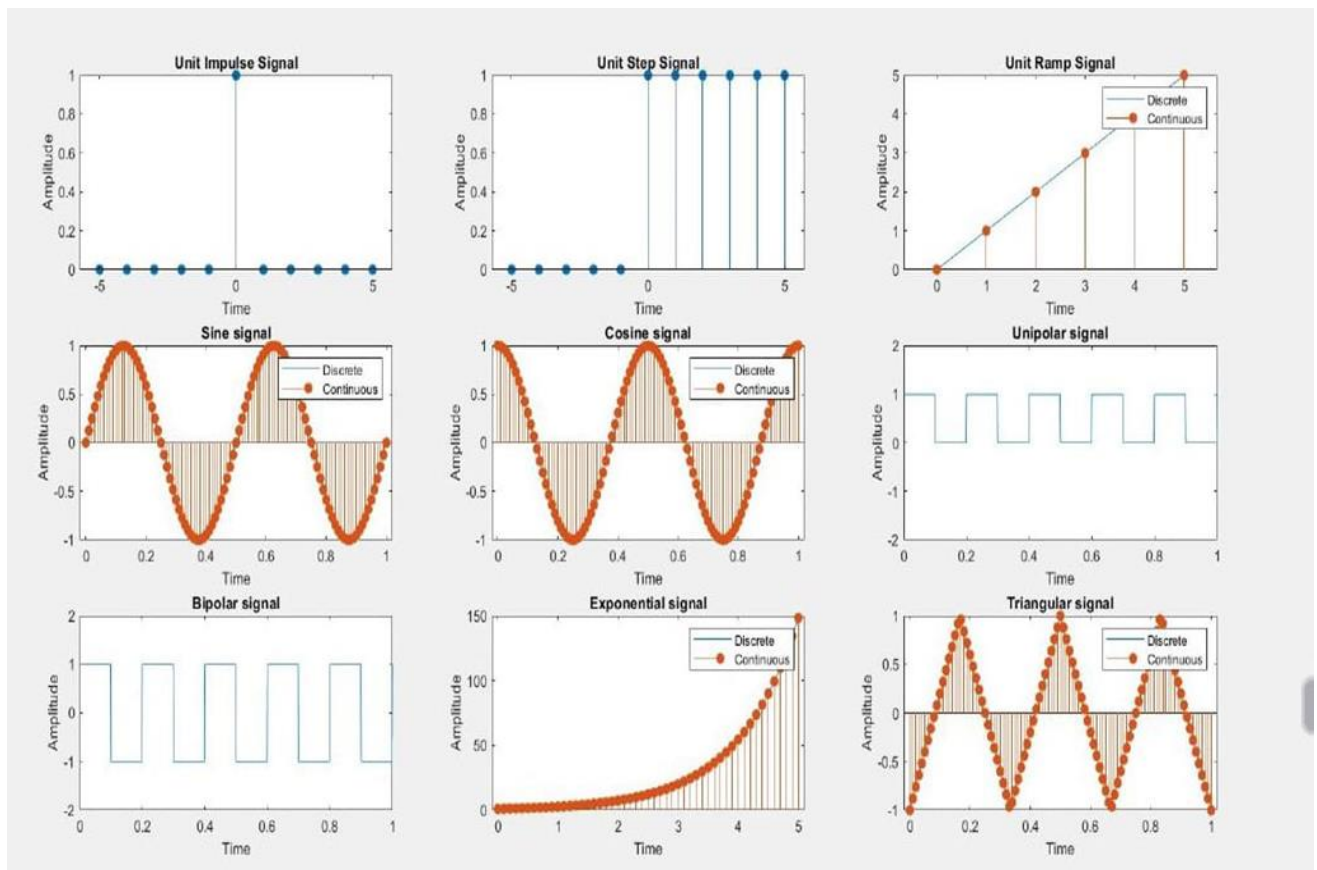 Unit Impulse Signal
1
0.8
0.6
0.4
0.2
0
Amplitude
-5
0
5
Time
Unit Step Signal
1
0.8
0.6
0.4
0.2
0
Amplitude
-5
0
5
Time
Unit Ramp Signal
5
4
3
2
1
0
Amplitude
Discrete
Continuous
0
1
2
3
4
5
Time
Sine signal
1
0.5
0
-0.5
-1
Amplitude
Discrete
Continuous
0
0.2
0.4
0.6
0.8
1
Time
Cosine signal
1
0.5
0
-0.5
-1
Amplitude
Discrete
Continuous
0
0.2
0.4
0.6
0.8
1
Time
Unipolar signal
2
1
0
-1
-2
Amplitude
0
0.2
0.4
0.6
0.8
1
Time
Bipolar signal
2
1
0
-1
-2
Amplitude
0
0.2
0.4
0.6
0.8
1
Time
Exponential signal
150
100
50
0
Amplitude
Discrete
Continuous
0
1
2
3
4
5
Time
Triangular signal
1
0.5
0
-0.5
-1
Amplitude
Discrete
Continuous
0
0.2
0.4
0.6
0.8
1
Time